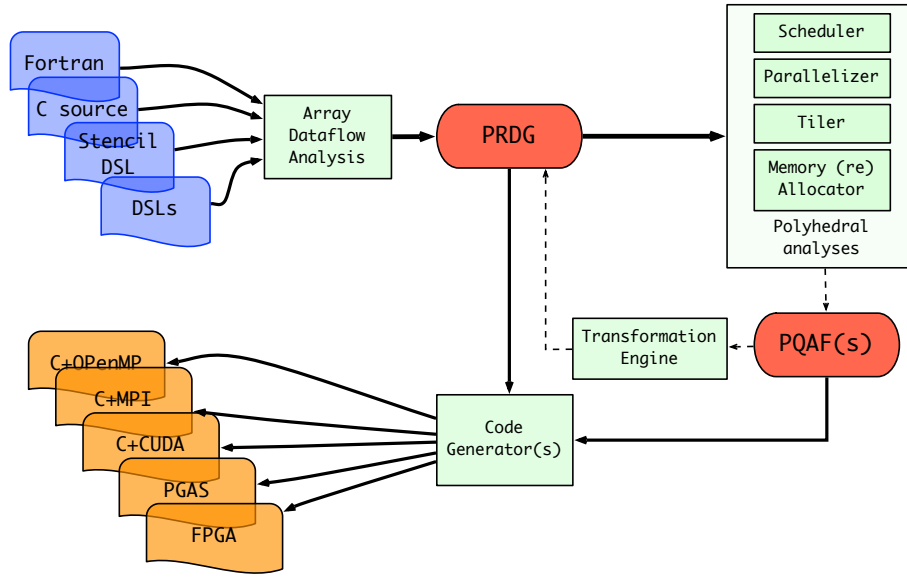 Fortran
C source
Stencil
DSL
DSLs
Array
Dataflow
Analysis
PRDG
Scheduler
Parallelizer
Tiler
Memory (re)
Allocator
Polyhedral
analyses
Transformation
Engine
PQAF(s)
C+OPenMP
C+MPI
C+CUDA
PGAS
FPGA
Code
Generator(s)